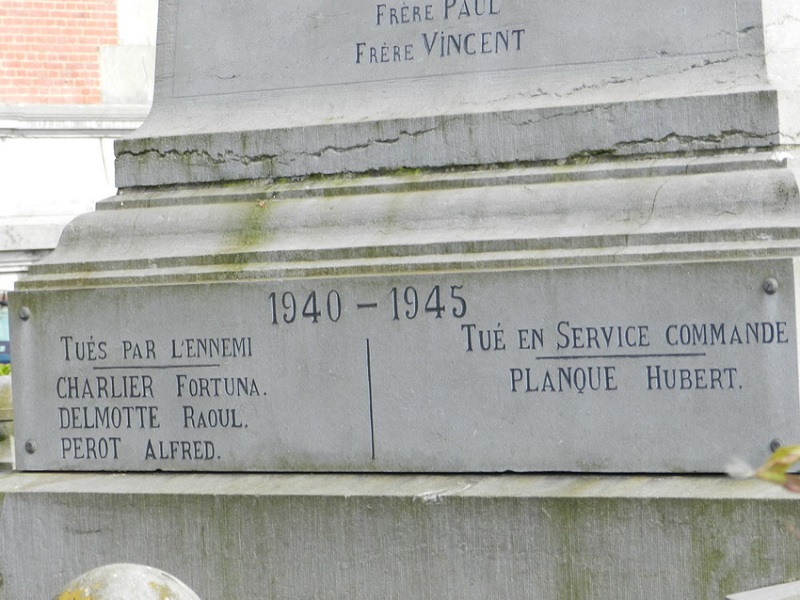 FRÈRE PAUL
FRÈRE VINCENT
1940 – 1945
TUÉS PAR L'ENNEMI
CHARLIER FORTUNA.
DELMOTTE RAOUL.
PEROT ALFRED.
TUÉ EN SERVICE COMMANDE
PLANQUE HUBERT.